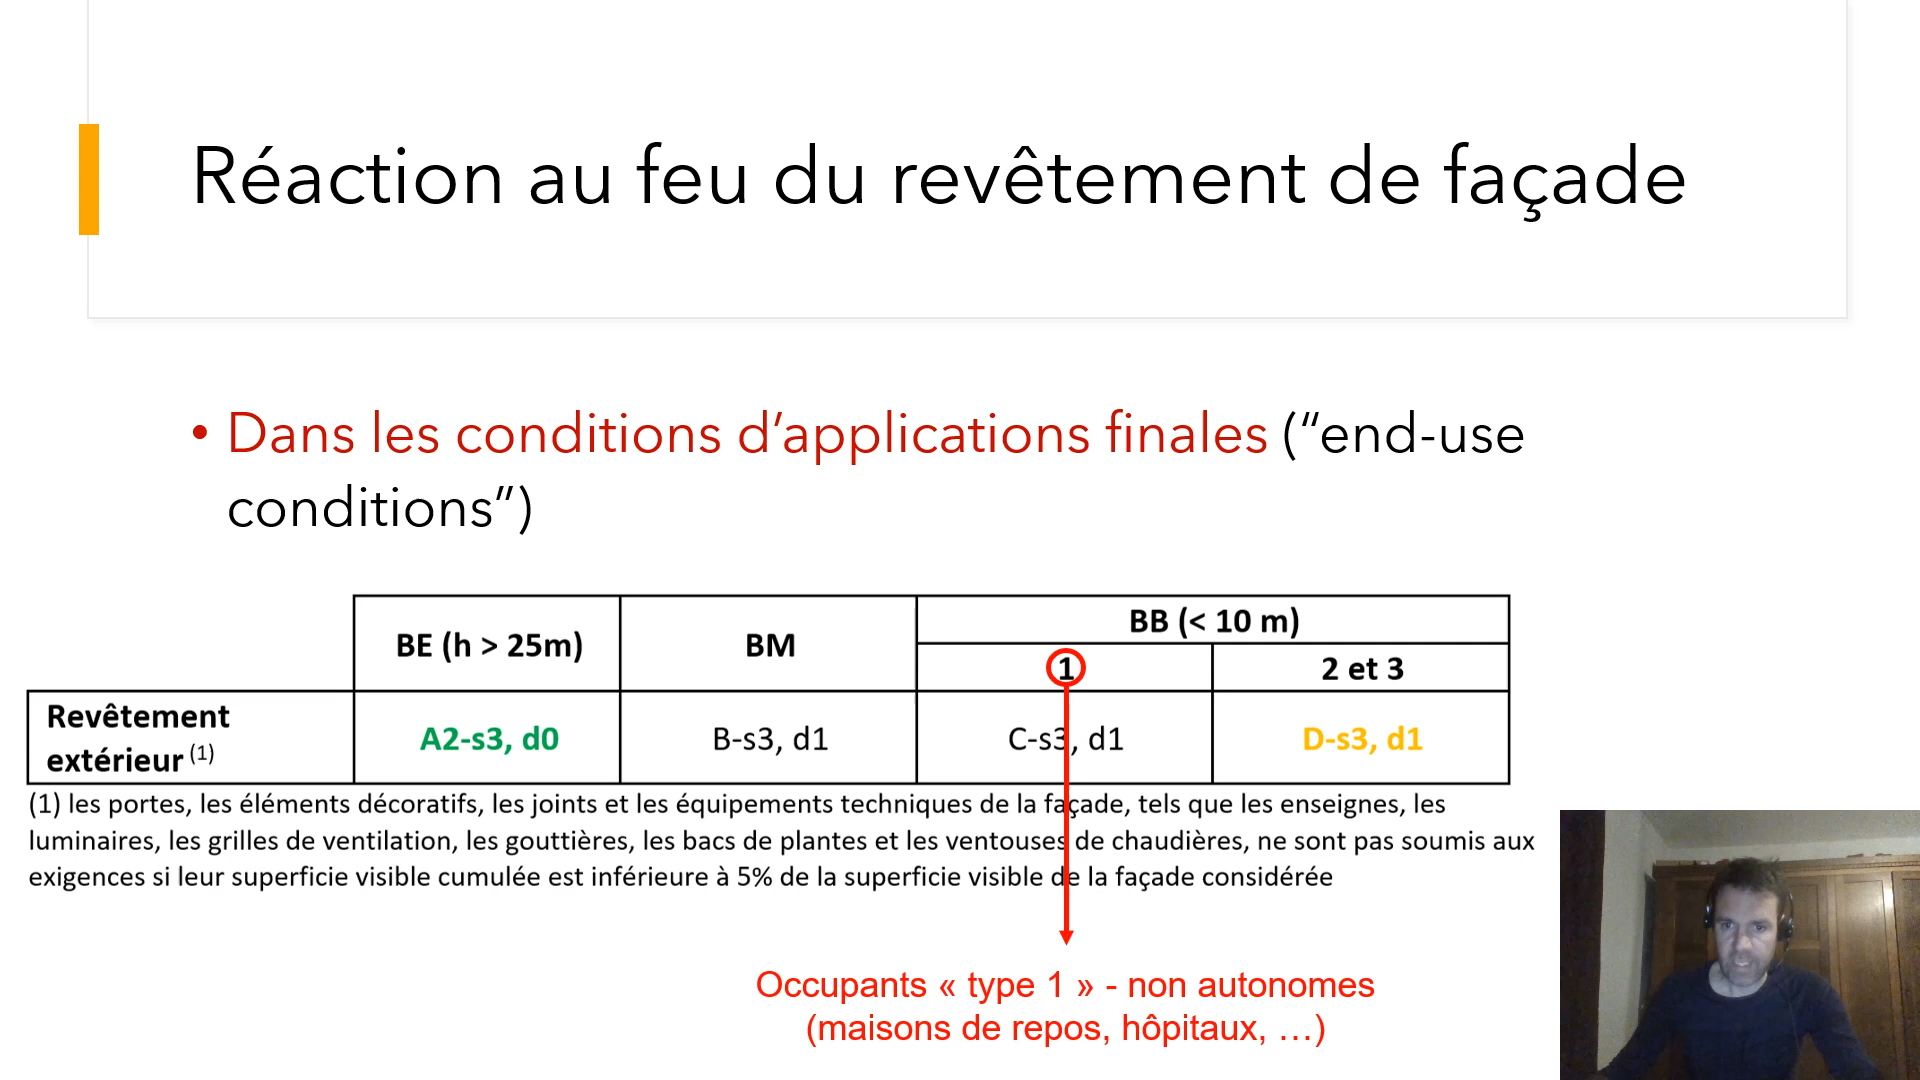 Réaction au feu du revêtement de façade
• Dans les conditions d’applications finales (“end-use
conditions”)
BE (h > 25m)
BM
BB (< 10 m)
1
2 et 3
Revêtement
extérieur (1)
A2-s3, d0
B-s3, d1
C-s3, d1
D-s3, d1
(1) les portes, les éléments décoratifs, les joints et les équipements techniques de la façade, tels que les enseignes, les
luminaires, les grilles de ventilation, les gouttières, les bacs de plantes et les ventouses de chaudières, ne sont pas soumis aux
exigences si leur superficie visible cumulée est inférieure à 5% de la superficie visible de la façade considérée
Occupants « type 1 » - non autonomes
(maisons de repos, hôpitaux, …)